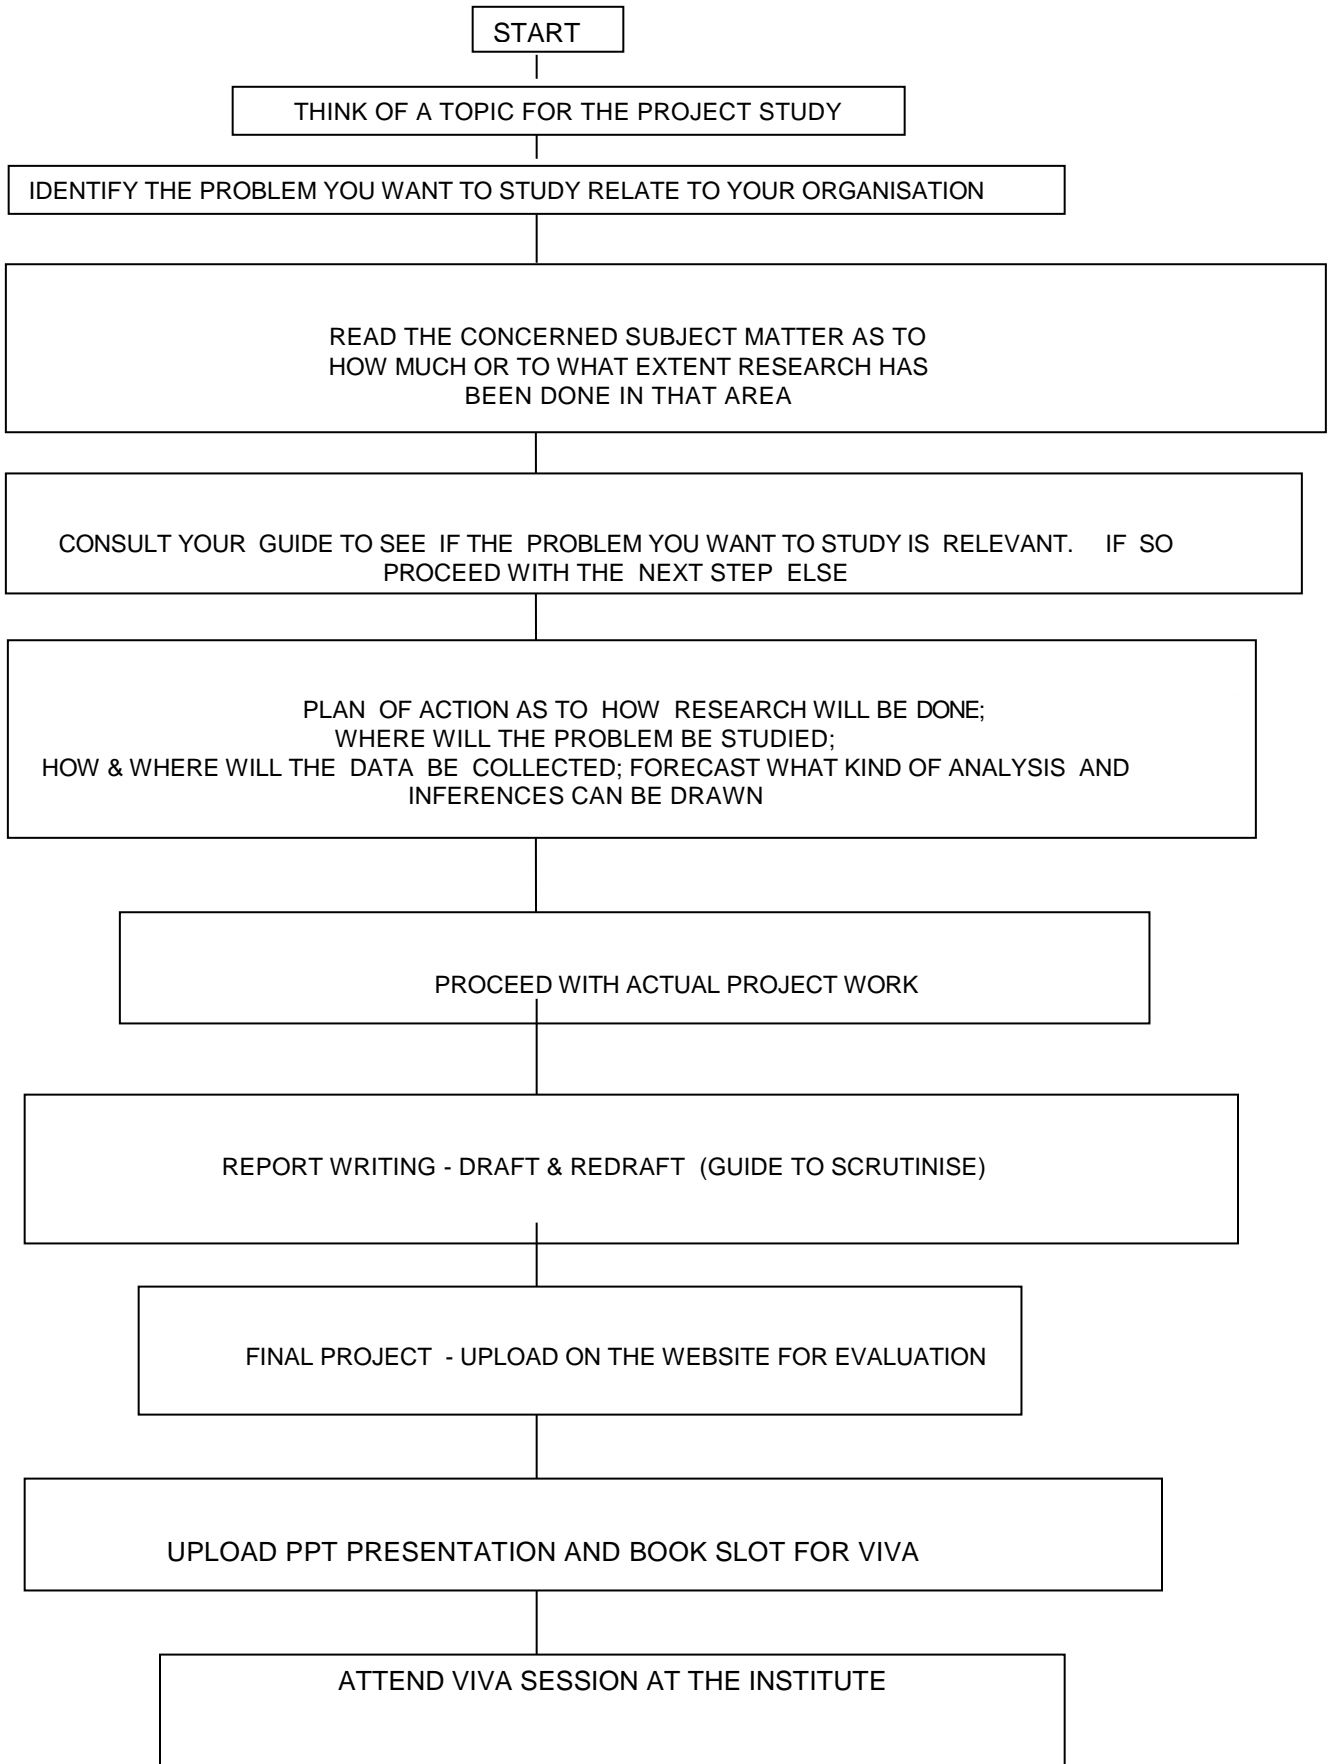 START
THINK OF A TOPIC FOR THE PROJECT STUDY
IDENTIFY THE PROBLEM YOU WANT TO STUDY RELATE TO YOUR ORGANISATION
READ THE CONCERNED SUBJECT MATTER AS TO
HOW MUCH OR TO WHAT EXTENT RESEARCH HAS
BEEN DONE IN THAT AREA
CONSULT YOUR GUIDE TO SEE IF THE PROBLEM YOU WANT TO STUDY IS RELEVANT. IF SO
PROCEED WITH THE NEXT STEP ELSE
PLAN OF ACTION AS TO HOW RESEARCH WILL BE DONE;
WHERE WILL THE PROBLEM BE STUDIED;
HOW & WHERE WILL THE DATA BE COLLECTED; FORECAST WHAT KIND OF ANALYSIS AND
INFERENCES CAN BE DRAWN
PROCEED WITH ACTUAL PROJECT WORK
REPORT WRITING - DRAFT & REDRAFT (GUIDE TO SCRUTINISE)
FINAL PROJECT - UPLOAD ON THE WEBSITE FOR EVALUATION
UPLOAD PPT PRESENTATION AND BOOK SLOT FOR VIVA
ATTEND VIVA SESSION AT THE INSTITUTE